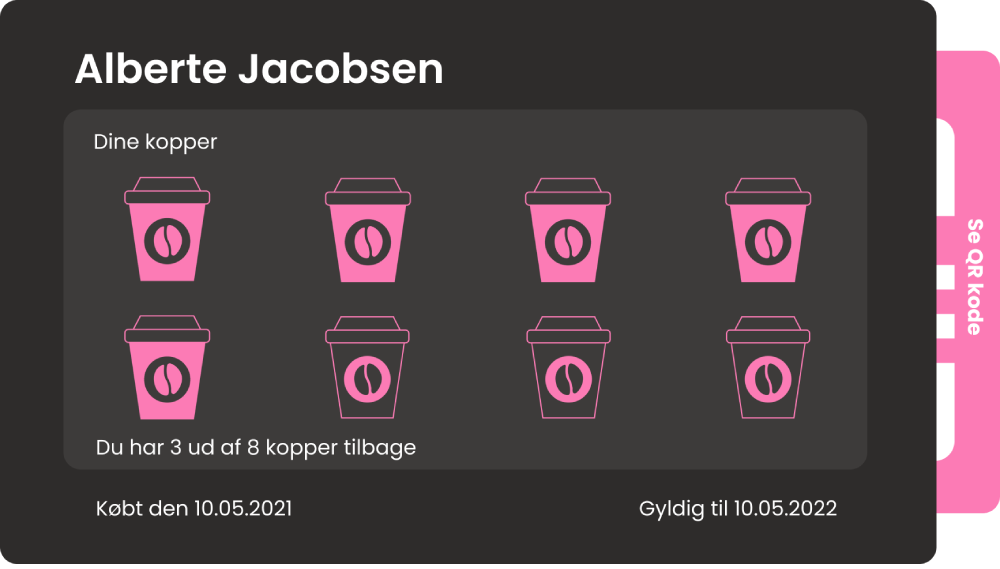 Alberte Jacobsen
Dine kopper
Du har 3 ud af 8 kopper tilbage
Købt den 10.05.2021
Gyldig til 10.05.2022
Se QR kode